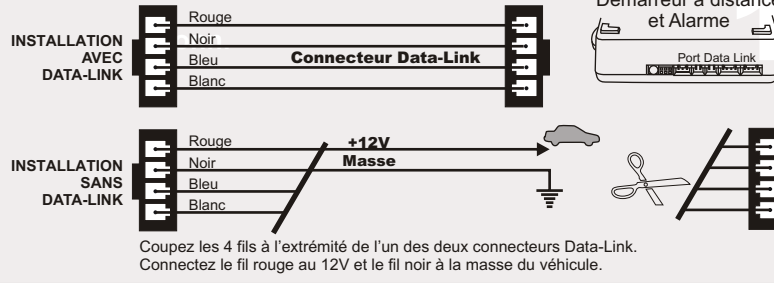 Démarreur à distance
et Alarme
Port Data Link
INSTALLATION
AVEC
DATA-LINK
Rouge
Noir
Bleu
Blanc
Connecteur Data-Link
INSTALLATION
SANS
DATA-LINK
Rouge
Noir
Bleu
Blanc
+12V
Masse
Coupez les 4 fils à l’extrémité de l’un des deux connecteurs Data-Link.
Connectez le fil rouge au 12V et le fil noir à la masse du véhicule.